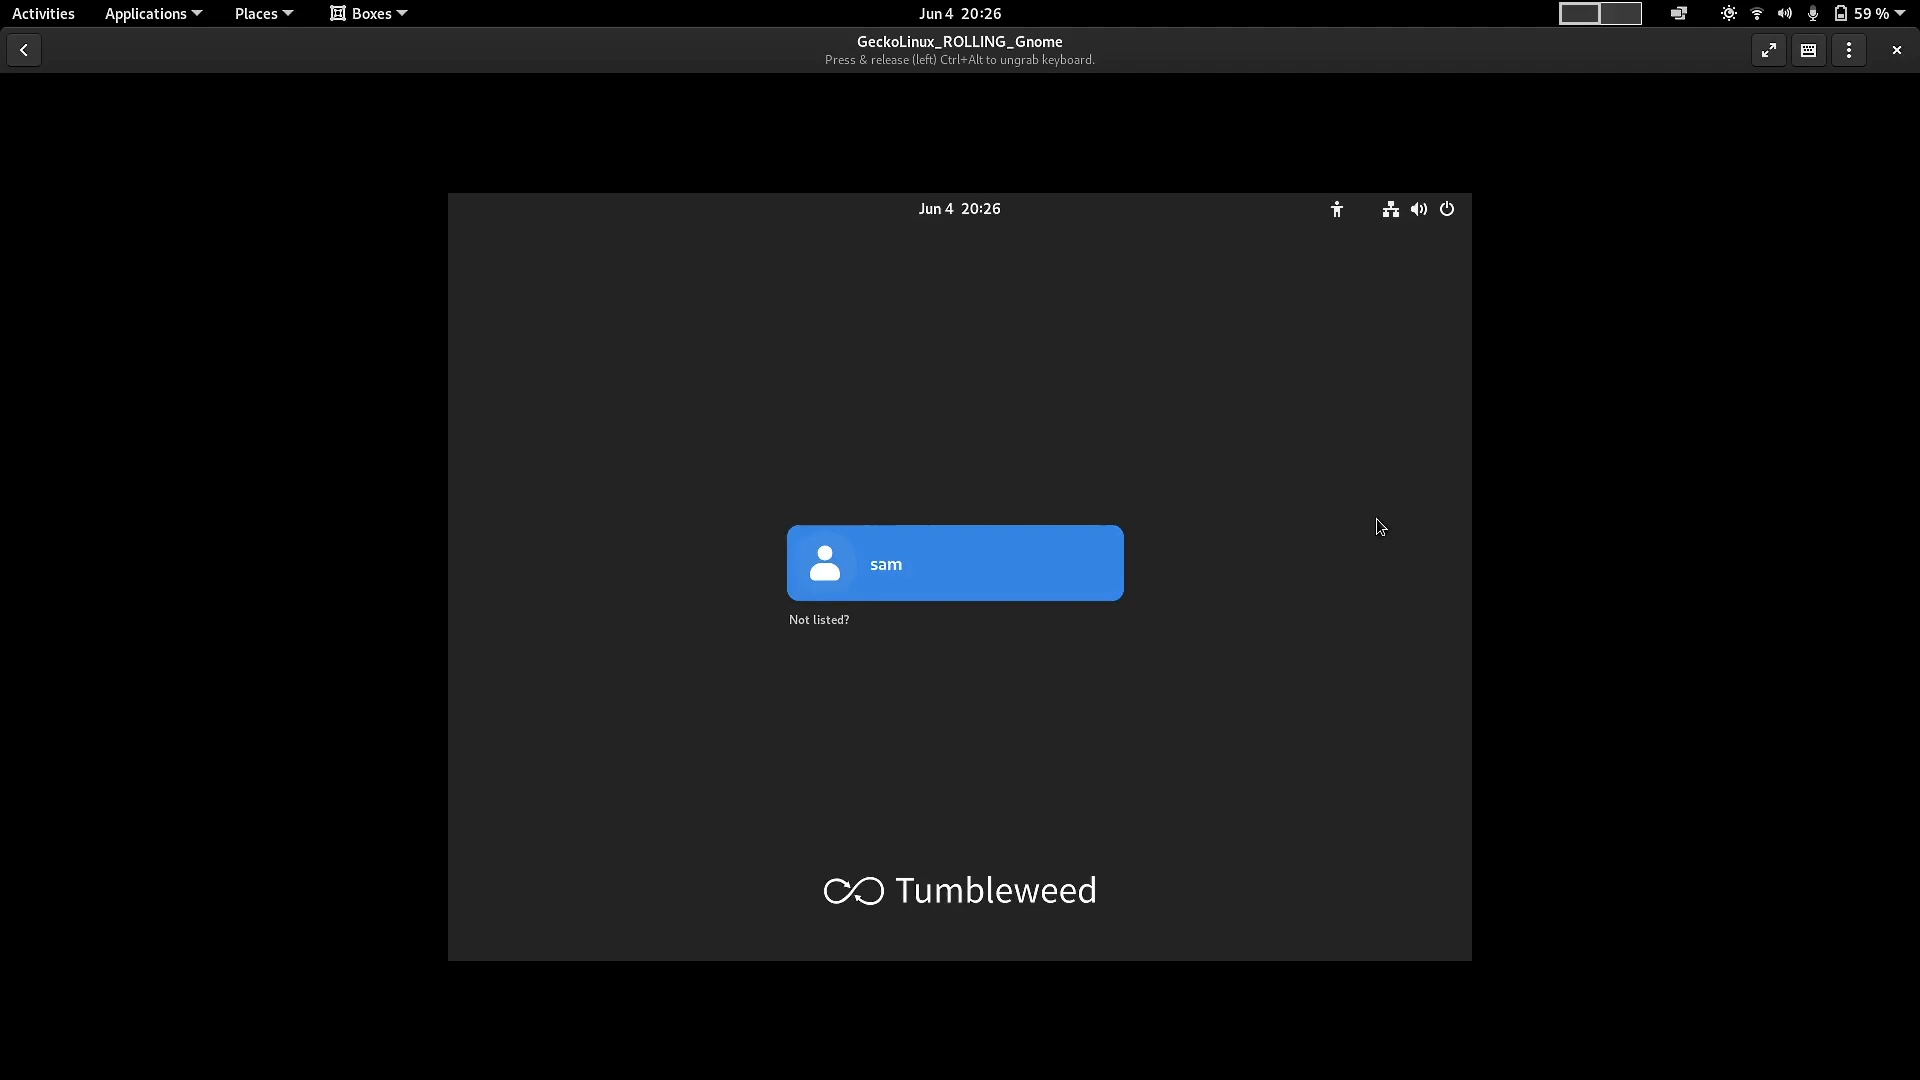 Activities Applications Places Boxes Jun 4 20:26 59 %
GeckoLinux_ROLLING_Gnome
Press & release (left) Ctrl+Alt to ungrab keyboard.
Jun 4 20:26
sam
Not listed?
Tumbleweed